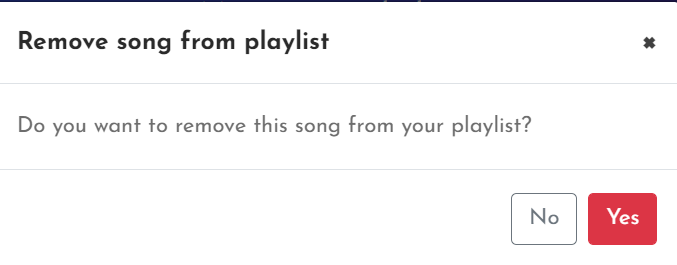 Remove song from playlist
Do you want to remove this song from your playlist?
No
Yes